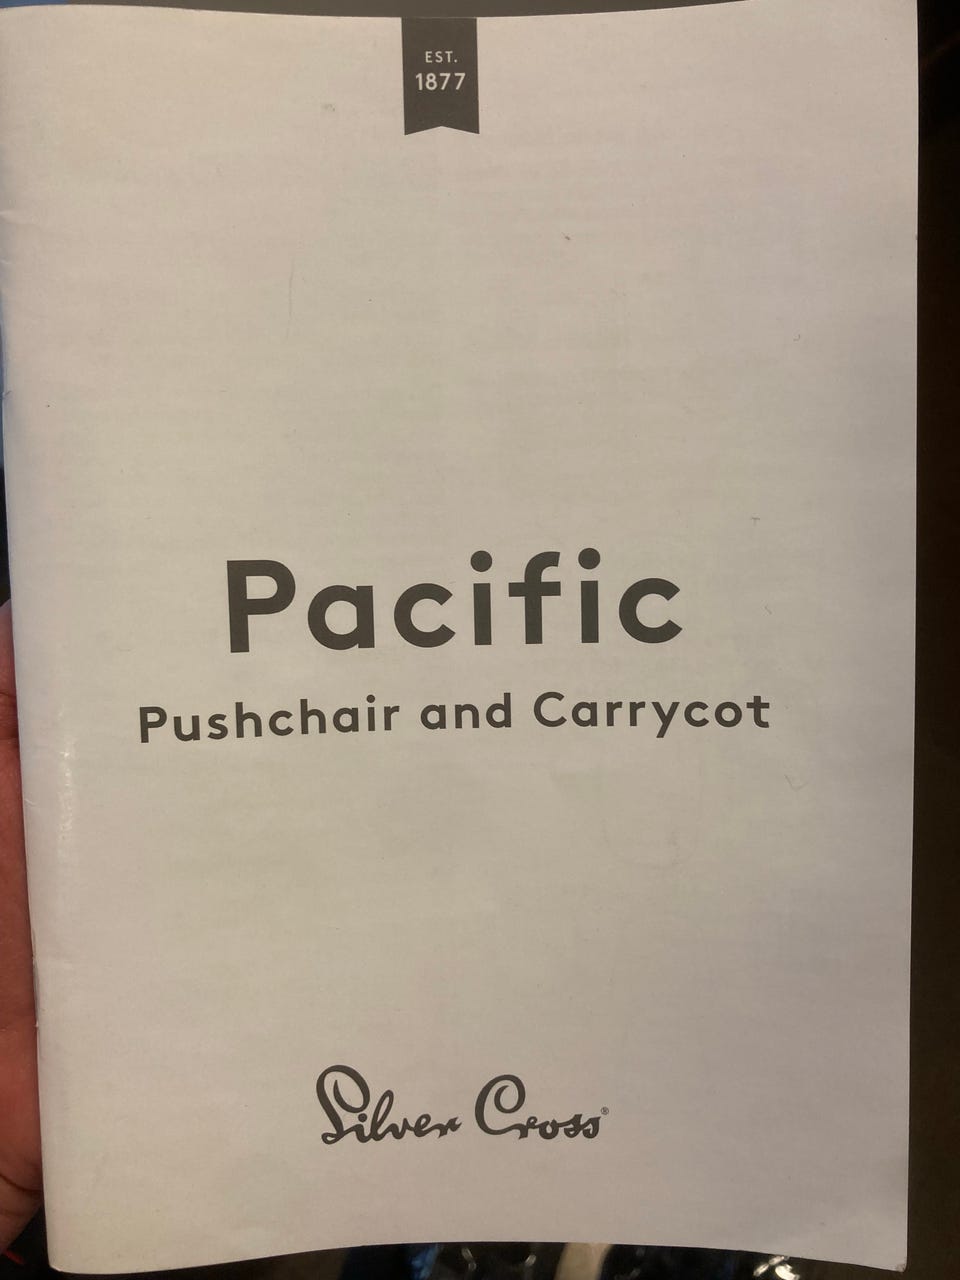 EST.
1877
Pacific
Pushchair and Carrycot
Silver Cross®